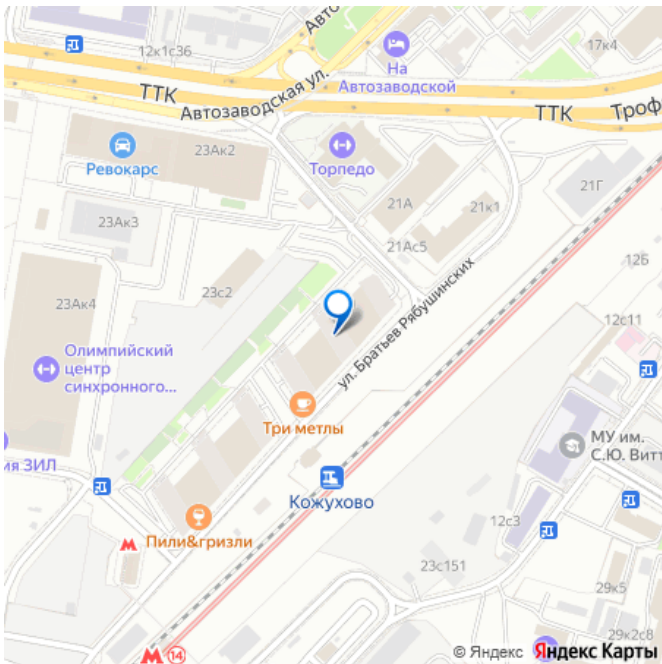 12к1с36
Авто
17к4
На
Автозаводской
ТТК
Автозаводская ул.
ТТК
Троф
23Ак2
Ревокарс
Торпедо
21Г
21А
21к1
23Ак3
21Ас5
12Б
23с2
23Ак4
ул. Братьев Рябушинских
12с11
Олимпийский
центр
синхронного...
Три метлы
МУ им.
С.Ю. Витт
ия ЗИЛ
Кожухово
12с3
Пили&гризли
23с151
29к5
29к2с8
14
© Яндекс Яндекс Карты